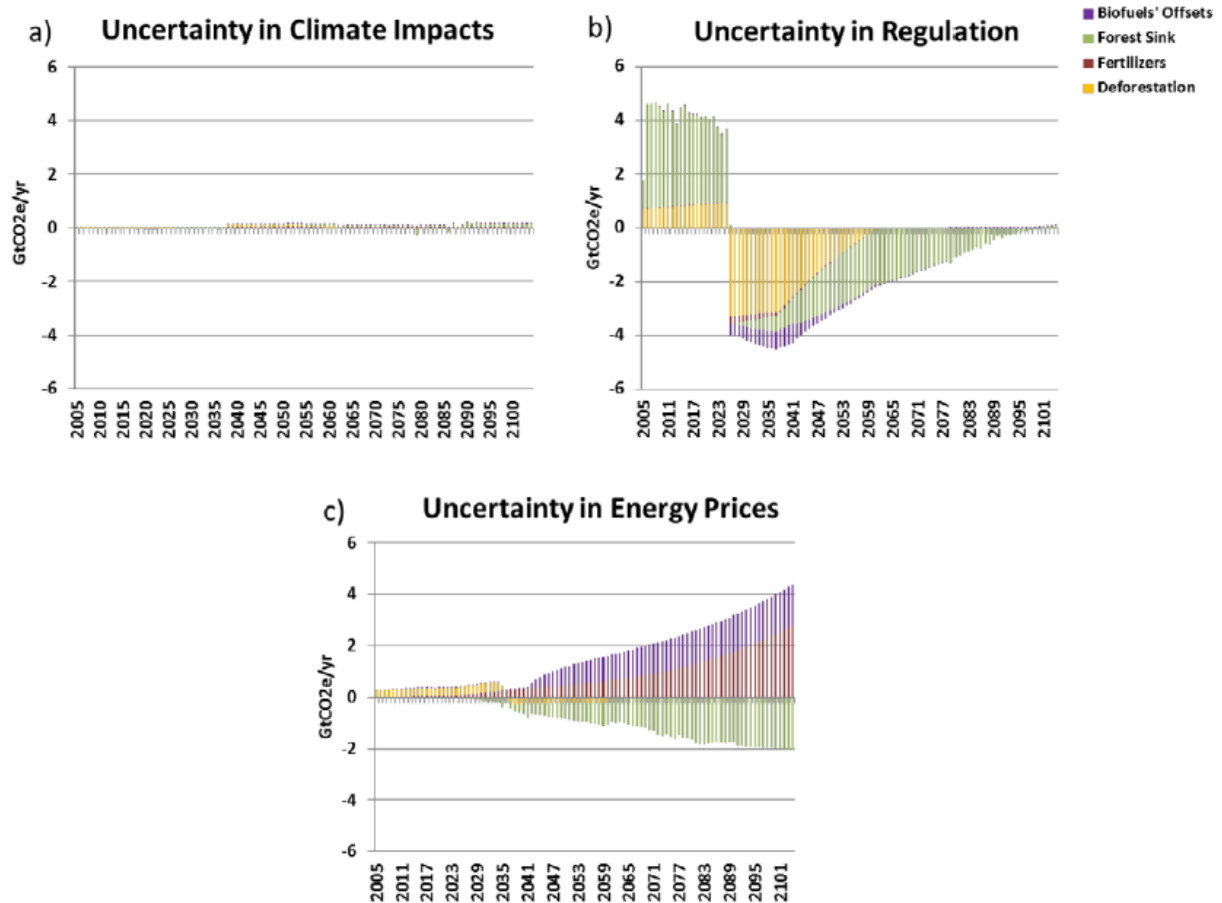 a) Uncertainty in Climate Impacts
6
4
2
0
-2
-4
-6
GtCO2e/yr
2005 2010 2015 2020 2025 2030 2035 2040 2045 2050 2055 2060 2065 2070 2075 2080 2085 2090 2095 2100
b) Uncertainty in Regulation
6
4
2
0
-2
-4
-6
GtCO2e/yr
2005 2011 2017 2023 2029 2035 2041 2047 2053 2059 2065 2071 2077 2083 2089 2095 2101
Biofuels' Offsets
Forest Sink
Fertilizers
Deforestation
c) Uncertainty in Energy Prices
6
4
2
0
-2
-4
-6
GtCO2e/yr
2005 2011 2017 2023 2029 2035 2041 2047 2053 2059 2065 2071 2077 2083 2089 2095 2101